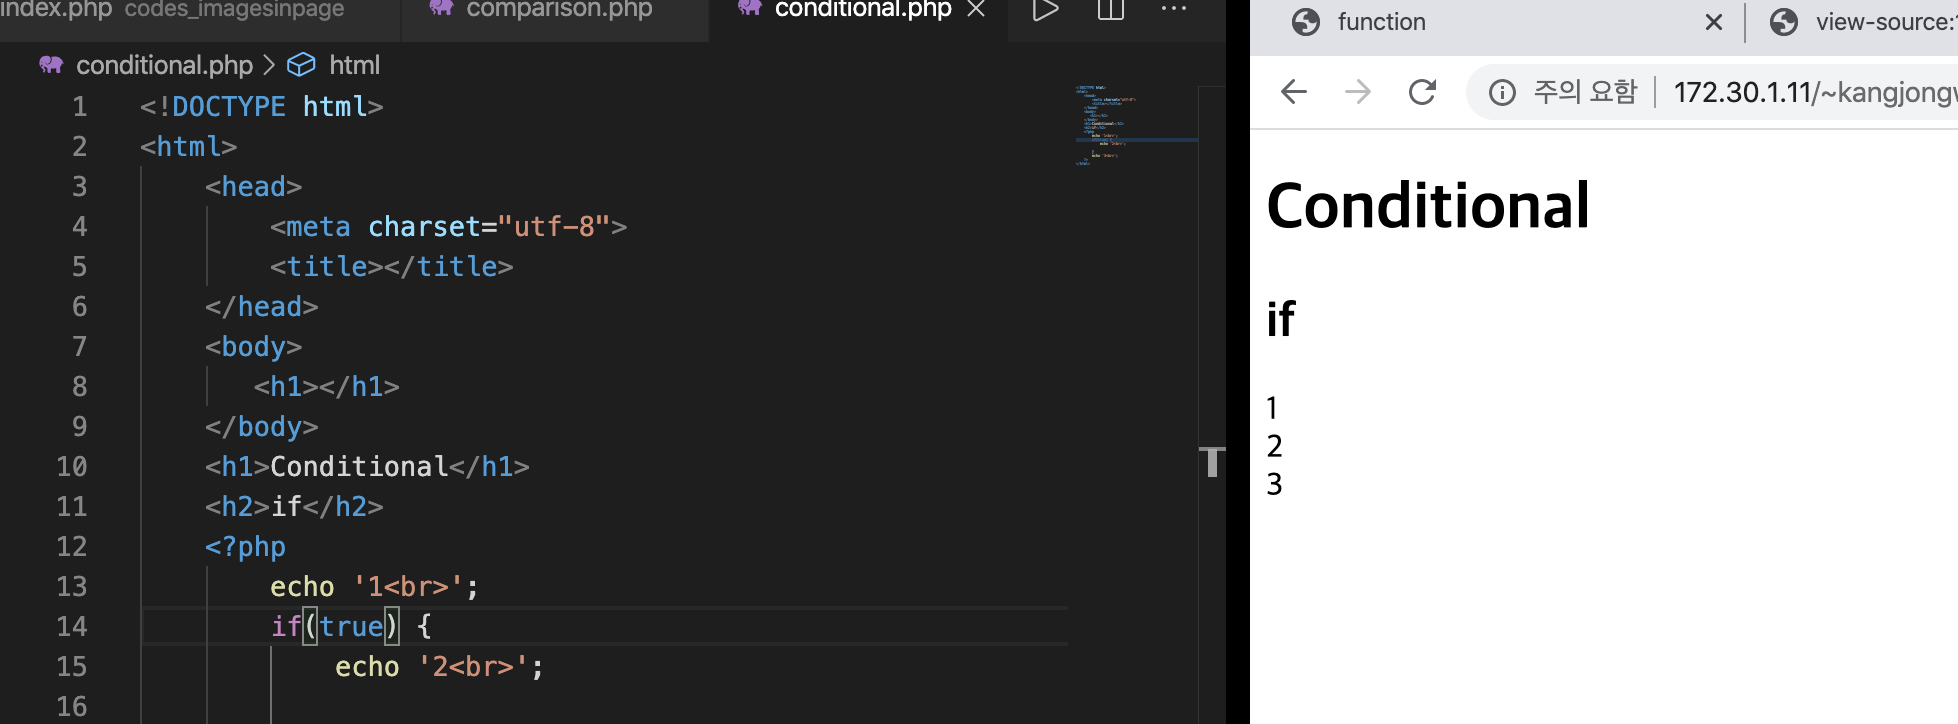 index.php codes_imagesinpage
comparison.php
conditional.php
conditional.php > html
1 <!DOCTYPE html>
2 <html>
3 <head>
4 <meta charset="utf-8">
5 <title></title>
6 </head>
7 <body>
8 <h1></h1>
9 </body>
10 <h1>Conditional</h1>
11 <h2>if</h2>
12 <?php
13 echo '1<br>';
14 if(true) {
15 echo '2<br>';
16
function
view-source:
주의 요함 172.30.1.11/~kangjong
Conditional
if
1
2
3